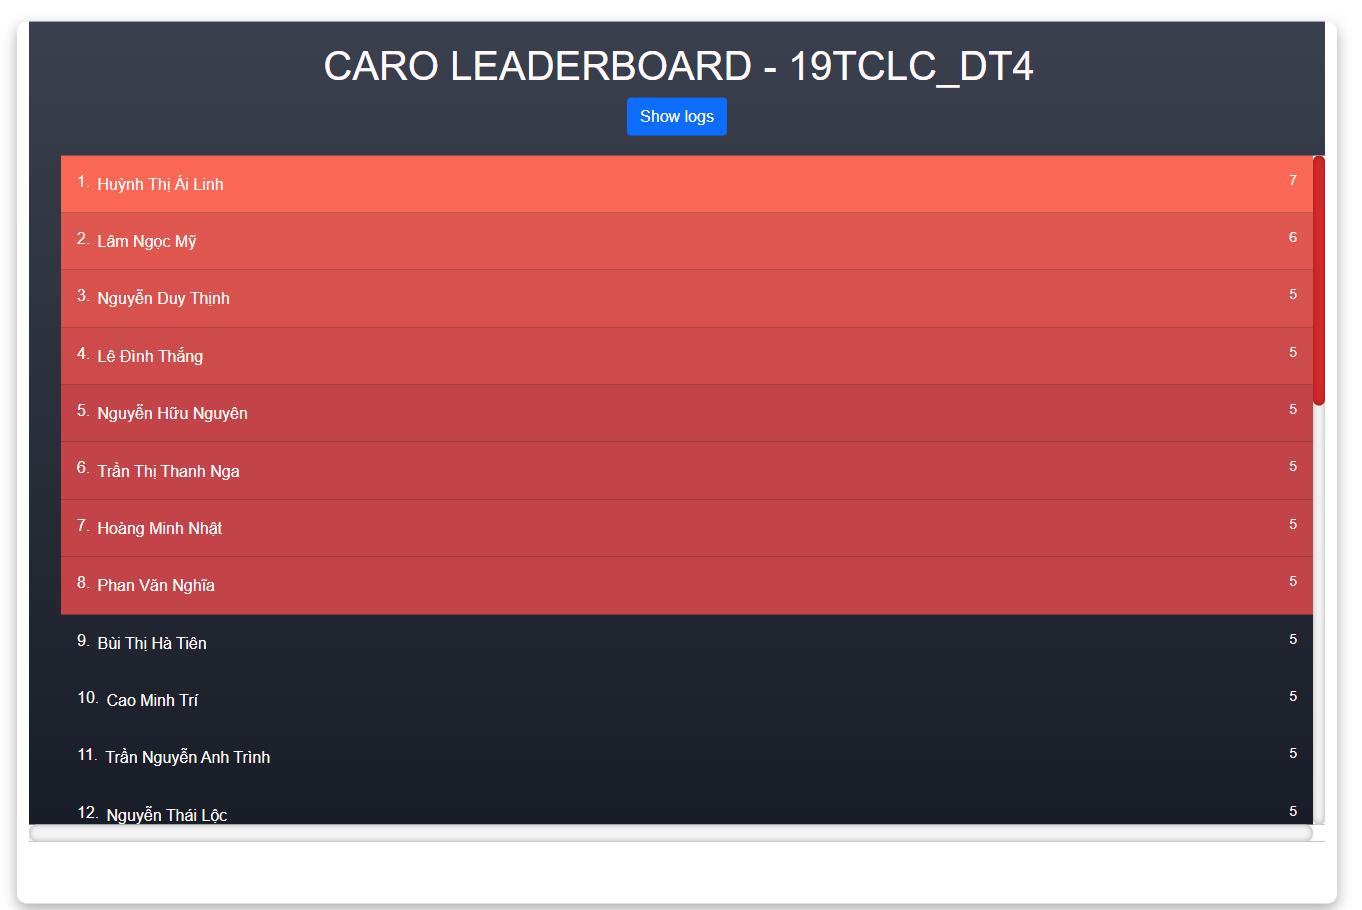 CARO LEADERBOARD - 19TCLC_DT4
Show logs
1. Huỳnh Thị Ái Linh 7
2. Lâm Ngọc Mỹ 6
3. Nguyễn Duy Thịnh 5
4. Lê Đình Thắng 5
5. Nguyễn Hữu Nguyên 5
6. Trần Thị Thanh Nga 5
7. Hoàng Minh Nhật 5
8. Phan Văn Nghĩa 5
9. Bùi Thị Hà Tiên 5
10. Cao Minh Trí 5
11. Trần Nguyễn Anh Trình 5
12. Nguyễn Thái Lộc 5